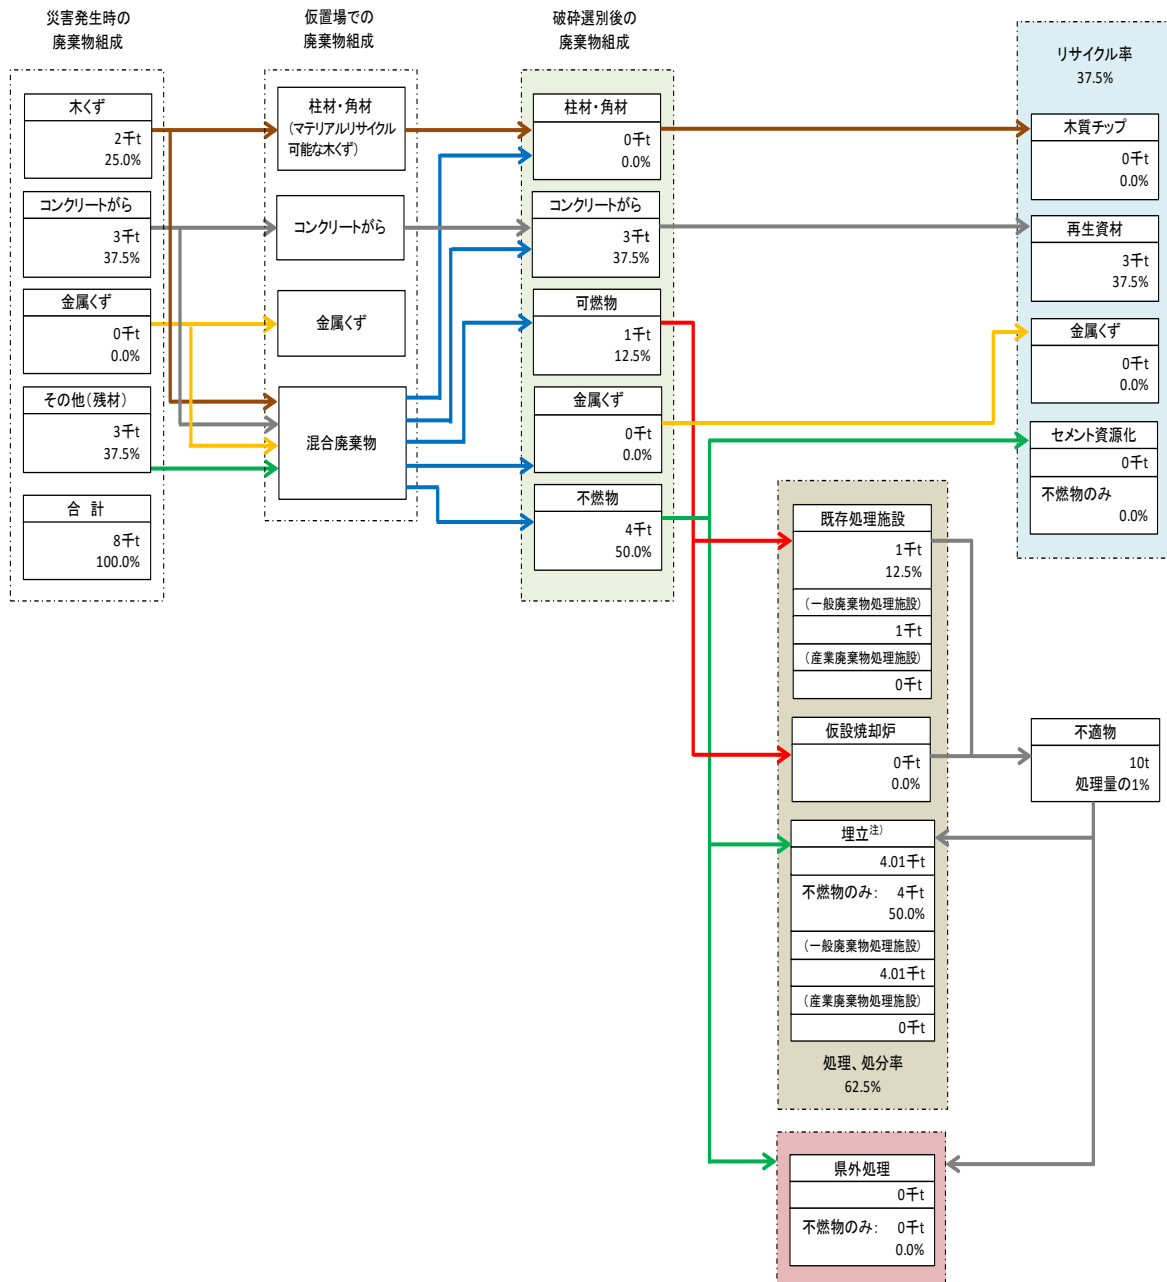 災害発生時の
廃棄物組成
木くず
2千t
25.0%
コンクリートがら
3千t
37.5%
金属くず
0千t
0.0%
その他（残材）
3千t
37.5%
合 計
8千t
100.0%
仮置場での
廃棄物組成
柱材・角材
（マテリアルリサイクル
可能な木くず）
コンクリートがら
金属くず
混合廃棄物
破砕選別後の
廃棄物組成
柱材・角材
0千t
0.0%
コンクリートがら
3千t
37.5%
可燃物
1千t
12.5%
金属くず
0千t
0.0%
不燃物
4千t
50.0%
リサイクル率
37.5%
木質チップ
0千t
0.0%
再生資材
3千t
37.5%
金属くず
0千t
0.0%
セメント資源化
0千t
不燃物のみ
0.0%
既存処理施設
1千t
12.5%
（一般廃棄物処理施設）
1千t
（産業廃棄物処理施設）
0千t
仮設焼却炉
0千t
0.0%
不適物
10t
処理量の1%
埋立注）
4.01千t
不燃物のみ： 4千t
50.0%
（一般廃棄物処理施設）
4.01千t
（産業廃棄物処理施設）
0千t
処理、処分率
62.5%
県外処理
0千t
不燃物のみ： 0千t
0.0%